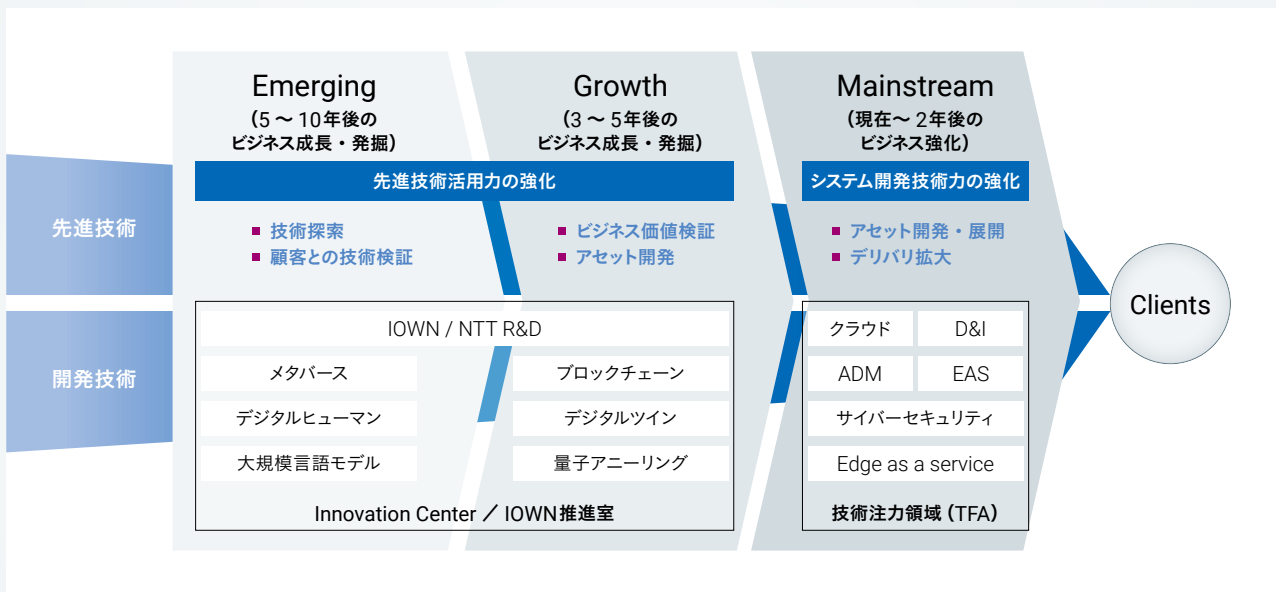 Emerging
(5 ～ 10年後の
ビジネス成長・発掘)
Growth
(3 ～ 5年後の
ビジネス成長・発掘)
Mainstream
(現在～ 2年後の
ビジネス強化)
先進技術活用力の強化
システム開発技術力の強化
先進技術
技術探索
顧客との技術検証
ビジネス価値検証
アセット開発
アセット開発・展開
デリバリ拡大
Clients
開発技術
IOWN / NTT R&D
メタバース
ブロックチェーン
デジタルヒューマン
デジタルツイン
大規模言語モデル
量子アニーリング
Innovation Center ／ IOWN推進室
クラウド
D&I
ADM
EAS
サイバーセキュリティ
Edge as a service
技術注力領域 (TFA)